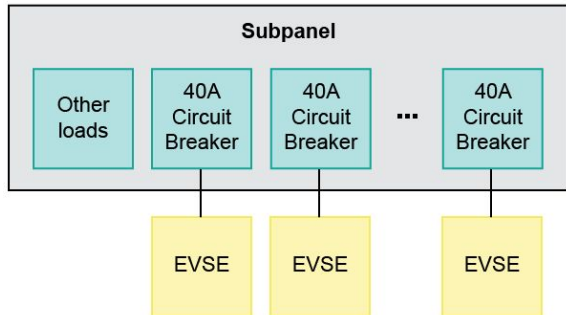 Subpanel
Other
loads
40A
Circuit
Breaker
40A
Circuit
Breaker
...
40A
Circuit
Breaker
EVSE
EVSE
EVSE